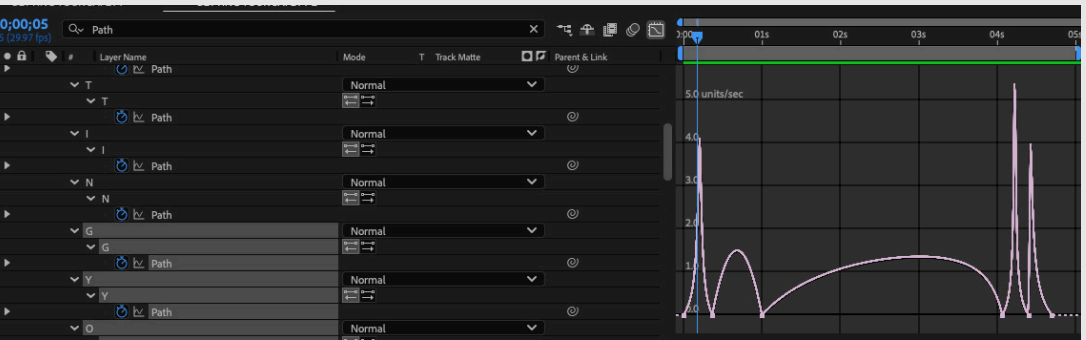 0;00;05
5 (29.97 fps)
Path
# Layer Name Mode T Track Matte Parent & Link
:00s 01s 02s 03s 04s 05s
Path
T Normal
T
Path
I Normal
I
Path
N Normal
N
Path
G Normal
G
Path
Y Normal
Y
Path
O Normal
5.0 units/sec
4.0
3.0
2.0
1.0
0.0